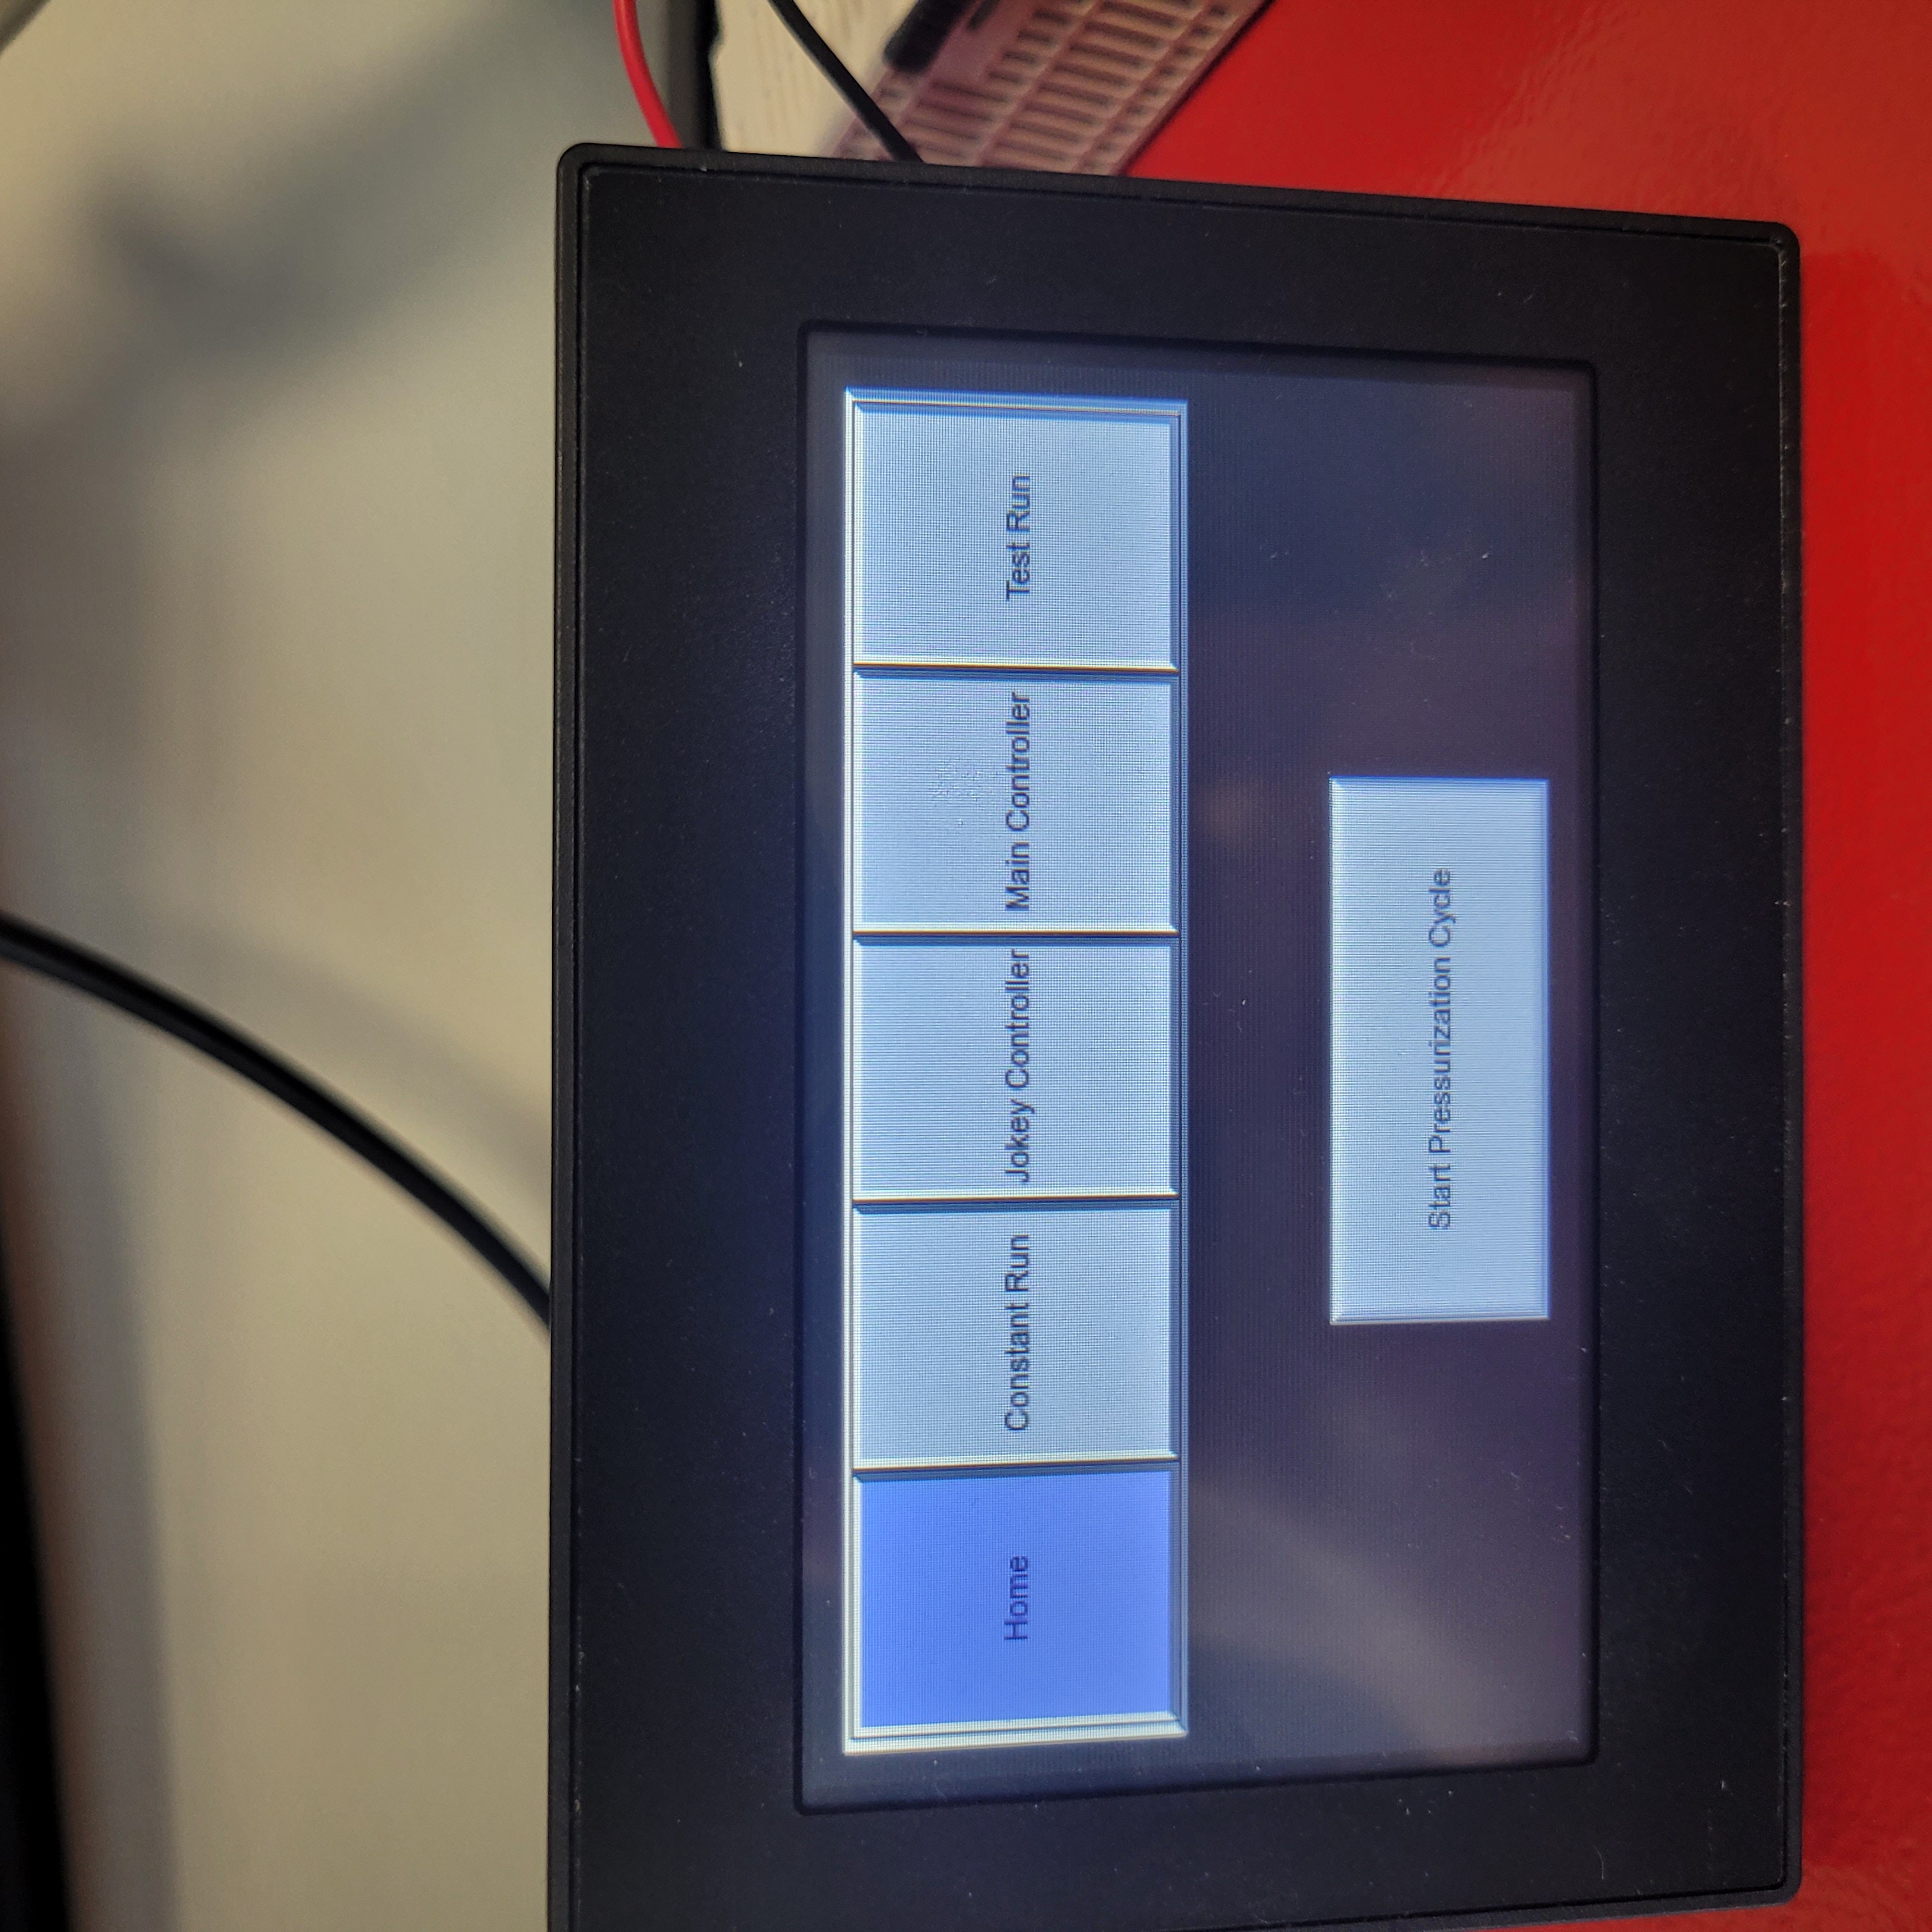 Home
Constant Run
Jokey Controller
Main Controller
Test Run
Start Pressurization Cycle